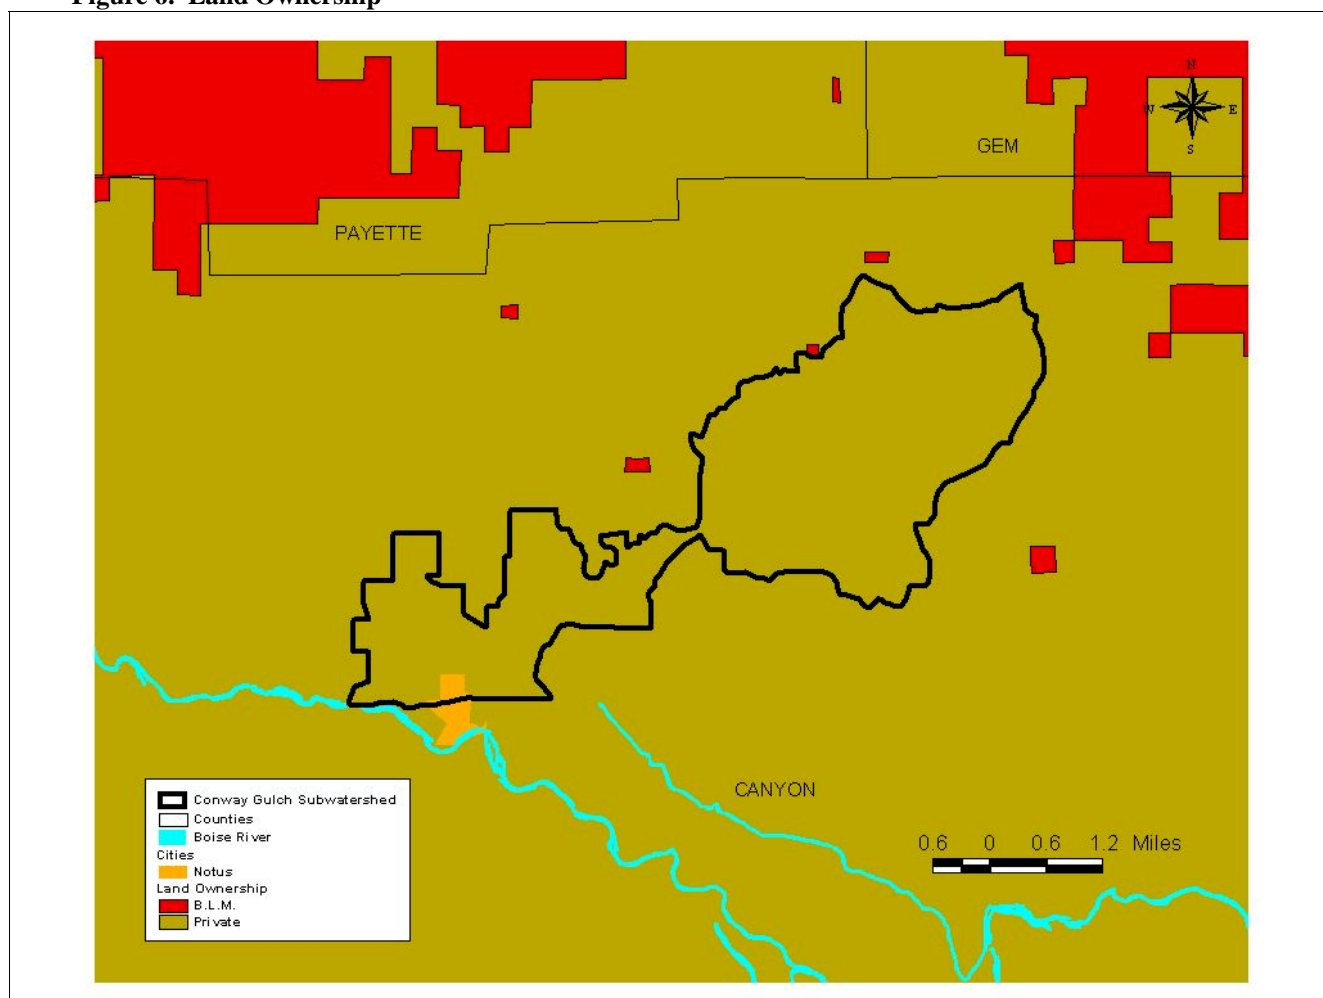 Figure 6. Land Ownership
N
W E
S
GEM
PAYETTE
CANYON
0.6 0 0.6 1.2 Miles
Conway Gulch Subwatershed
Counties
Boise River
Cities
Notus
Land Ownership
B.L.M.
Private